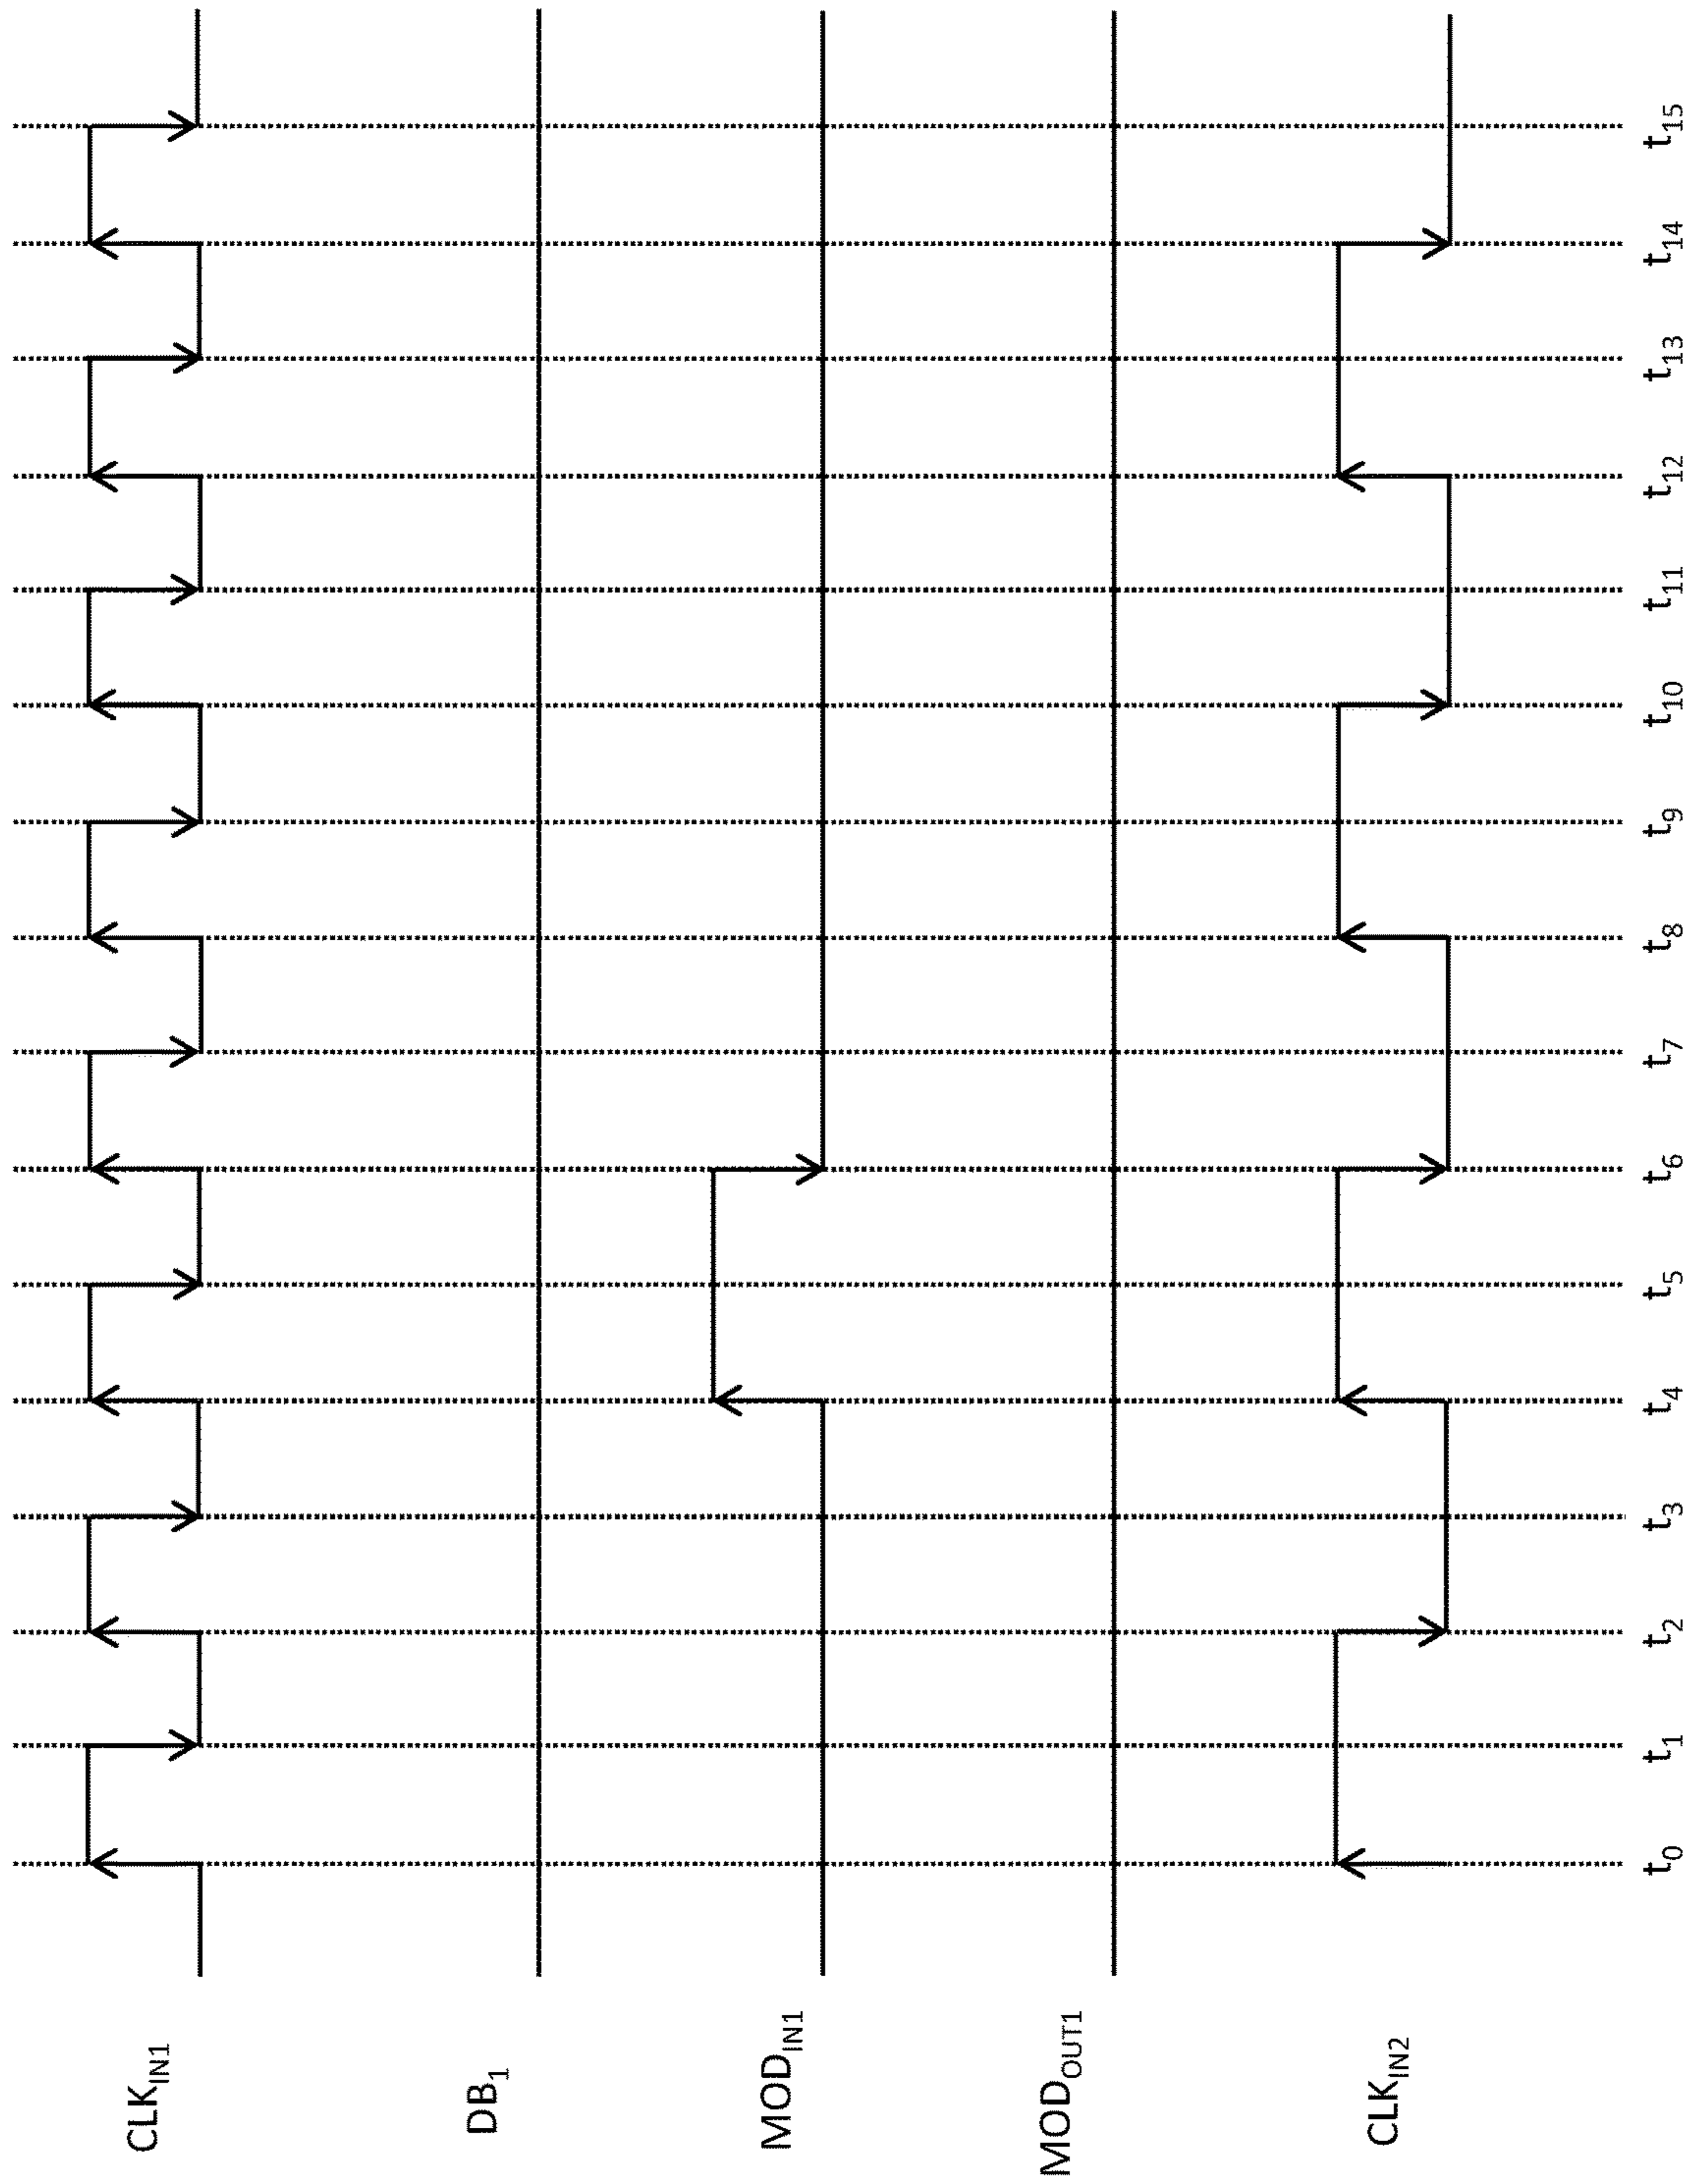 CLKIN1
DB1
MODIN1
MODOUT1
CLKIN2
t0 t1 t2 t3 t4 t5 t6 t7 t8 t9 t10 t11 t12 t13 t14 t15